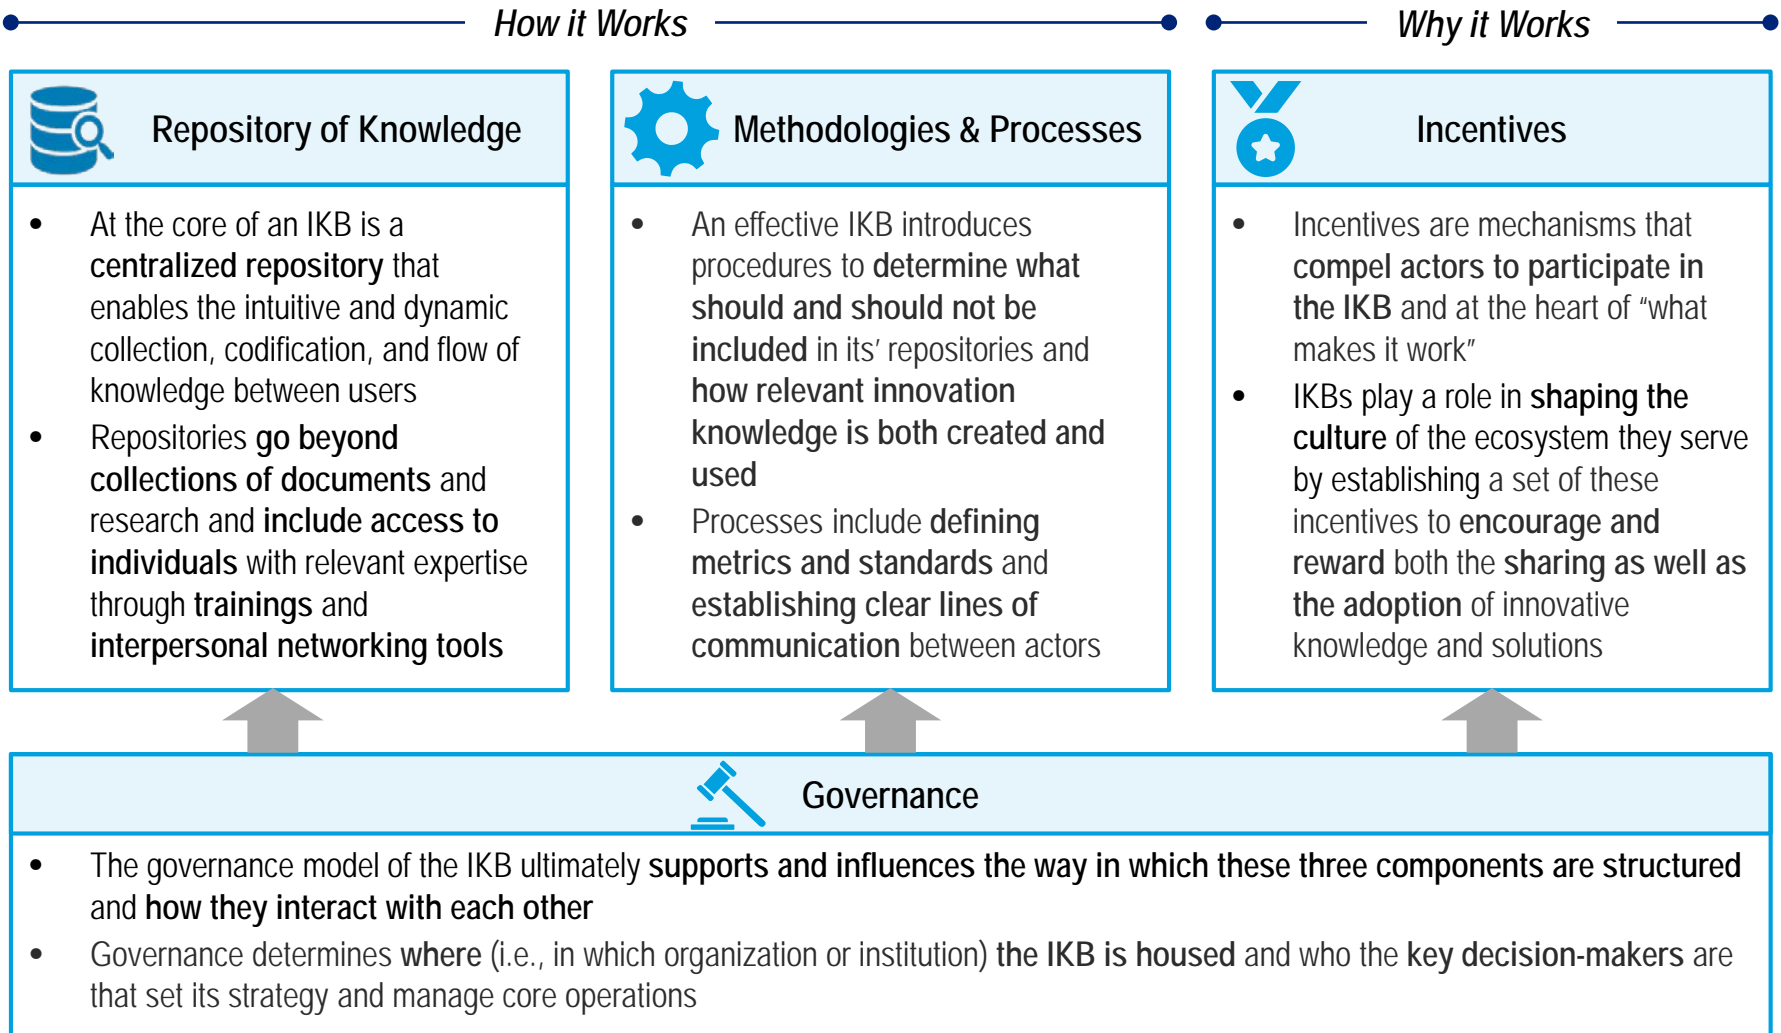 How it Works
Why it Works
Repository of Knowledge
• At the core of an IKB is a
centralized repository that
enables the intuitive and dynamic
collection, codification, and flow of
knowledge between users
• Repositories go beyond
collections of documents and
research and include access to
individuals with relevant expertise
through trainings and
interpersonal networking tools
Methodologies & Processes
• An effective IKB introduces
procedures to determine what
should and should not be
included in its’ repositories and
how relevant innovation
knowledge is both created and
used
• Processes include defining
metrics and standards and
establishing clear lines of
communication between actors
Incentives
• Incentives are mechanisms that
compel actors to participate in
the IKB and at the heart of “what
makes it work”
• IKBs play a role in shaping the
culture of the ecosystem they serve
by establishing a set of these
incentives to encourage and
reward both the sharing as well as
the adoption of innovative
knowledge and solutions
Governance
• The governance model of the IKB ultimately supports and influences the way in which these three components are structured
and how they interact with each other
• Governance determines where (i.e., in which organization or institution) the IKB is housed and who the key decision-makers are
that set its strategy and manage core operations